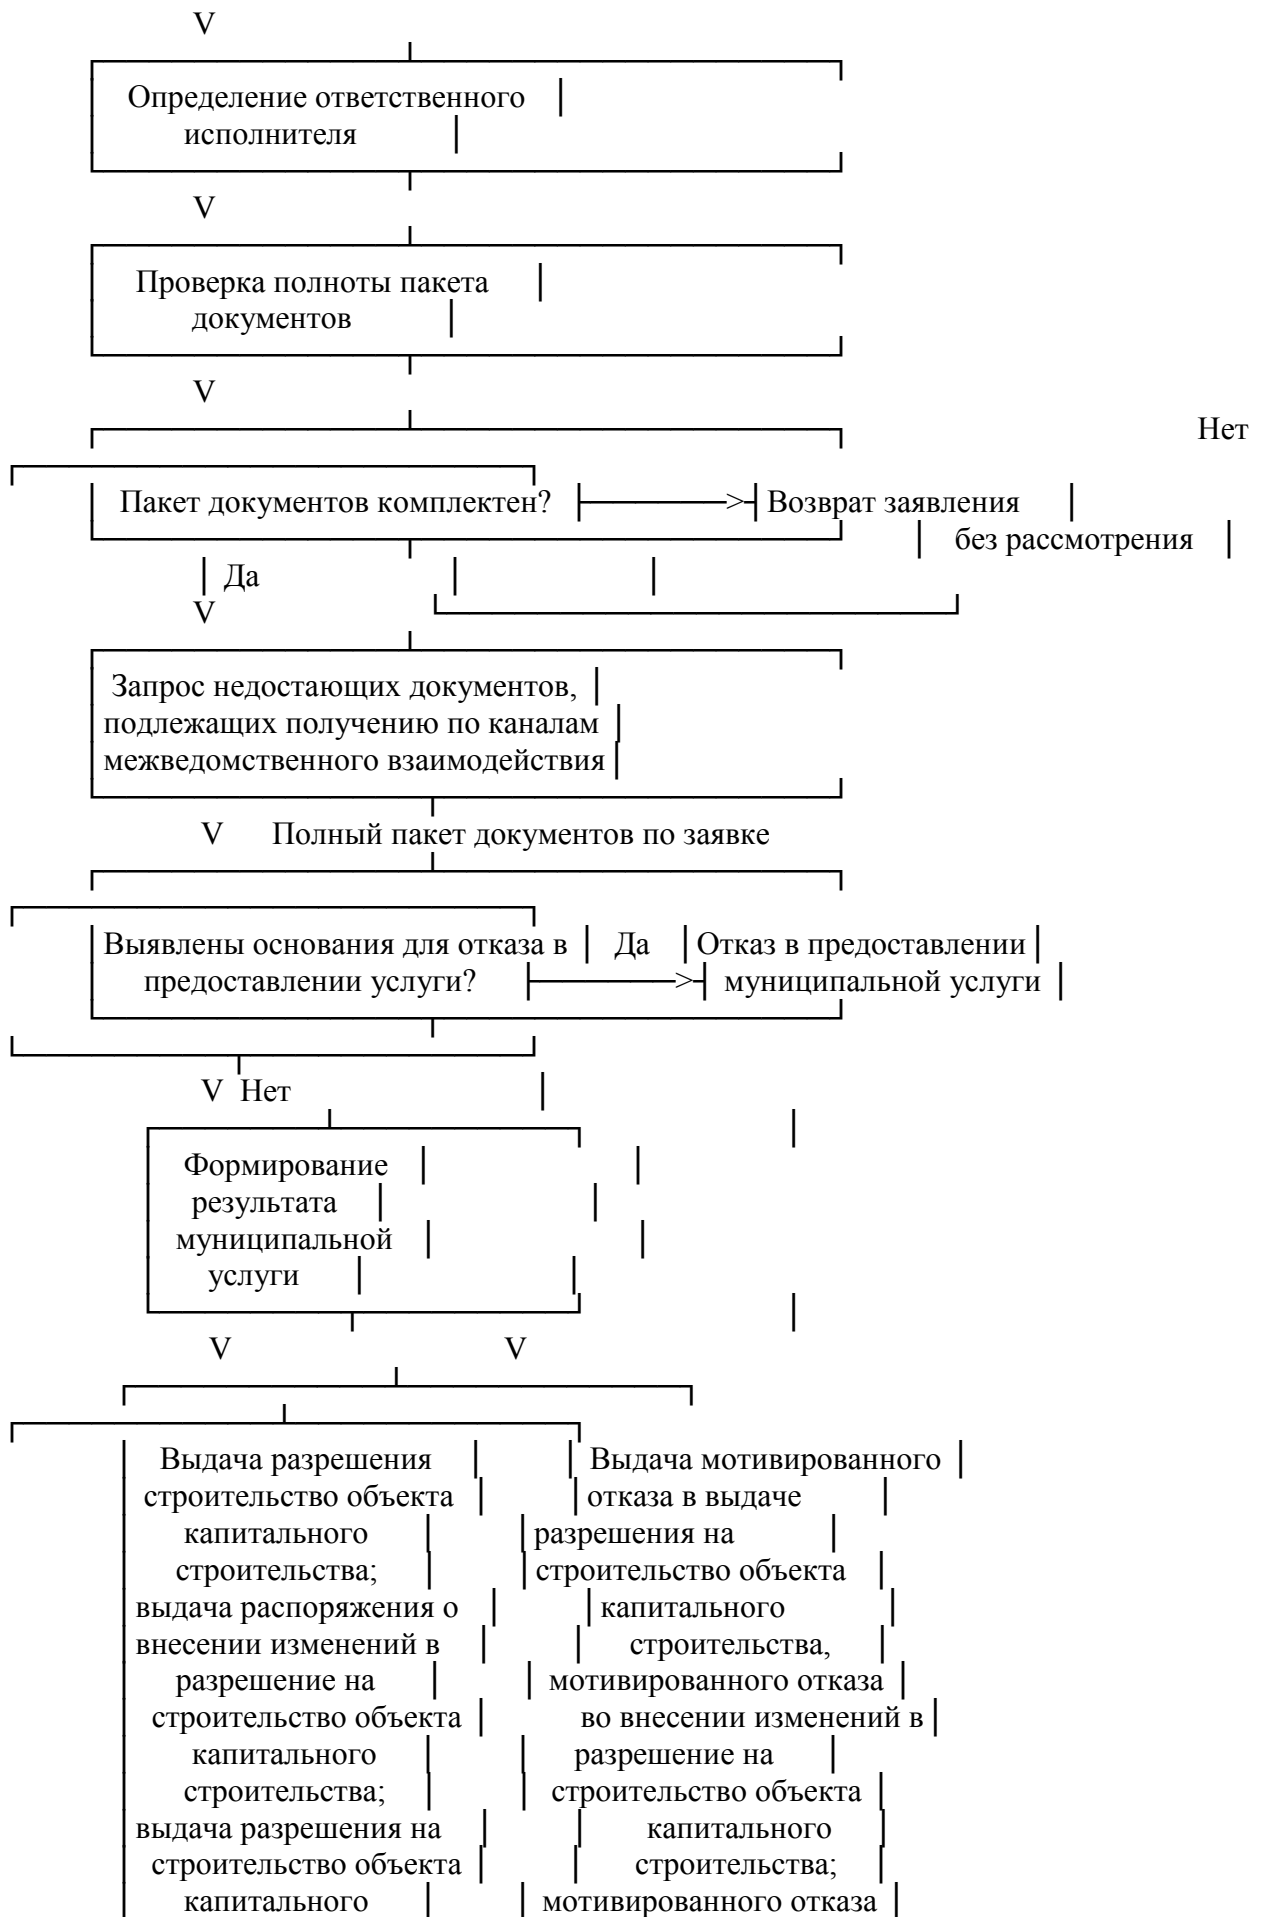 V
Определение ответственного
исполнителя
V
Проверка полноты пакета
документов
V
Нет
Пакет документов комплектен? > Возврат заявления
без рассмотрения
Да
V
Запрос недостающих документов,
подлежащих получению по каналам
межведомственного взаимодействия
V Полный пакет документов по заявке
Выявлены основания для отказа в Да Отказ в предоставлении
предоставлении услуги? > муниципальной услуги
V Нет
Формирование
результата
муниципальной
услуги
V V
Выдача разрешения Выдача мотивированного
строительство объекта отказа в выдаче
капитального разрешения на
строительства; строительство объекта
выдача распоряжения о капитального
внесении изменений в строительства,
разрешение на мотивированного отказа
строительство объекта во внесении изменений в
капитального разрешение на
строительства; строительство объекта
выдача разрешения на капитального
строительство объекта строительства;
капитального мотивированного отказа